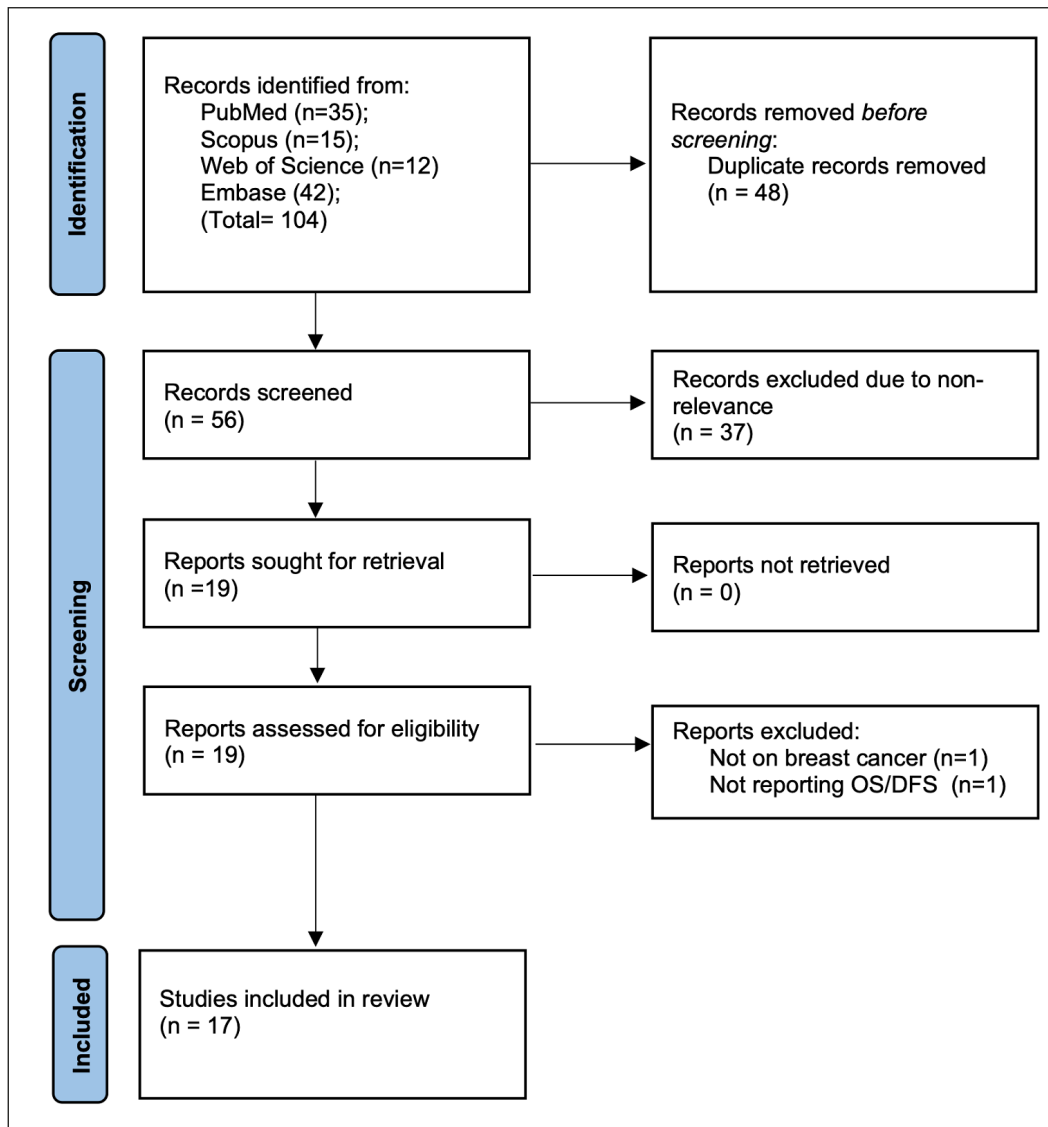 Identification
Records identified from:
PubMed (n=35);
Scopus (n=15);
Web of Science (n=12)
Embase (42);
(Total= 104)
Records removed before
screening:
Duplicate records removed
(n = 48)
Screening
Records screened
(n = 56)
Records excluded due to non-
relevance
(n = 37)
Reports sought for retrieval
(n =19)
Reports not retrieved
(n = 0)
Reports assessed for eligibility
(n = 19)
Reports excluded:
Not on breast cancer (n=1)
Not reporting OS/DFS (n=1)
Included
Studies included in review
(n = 17)